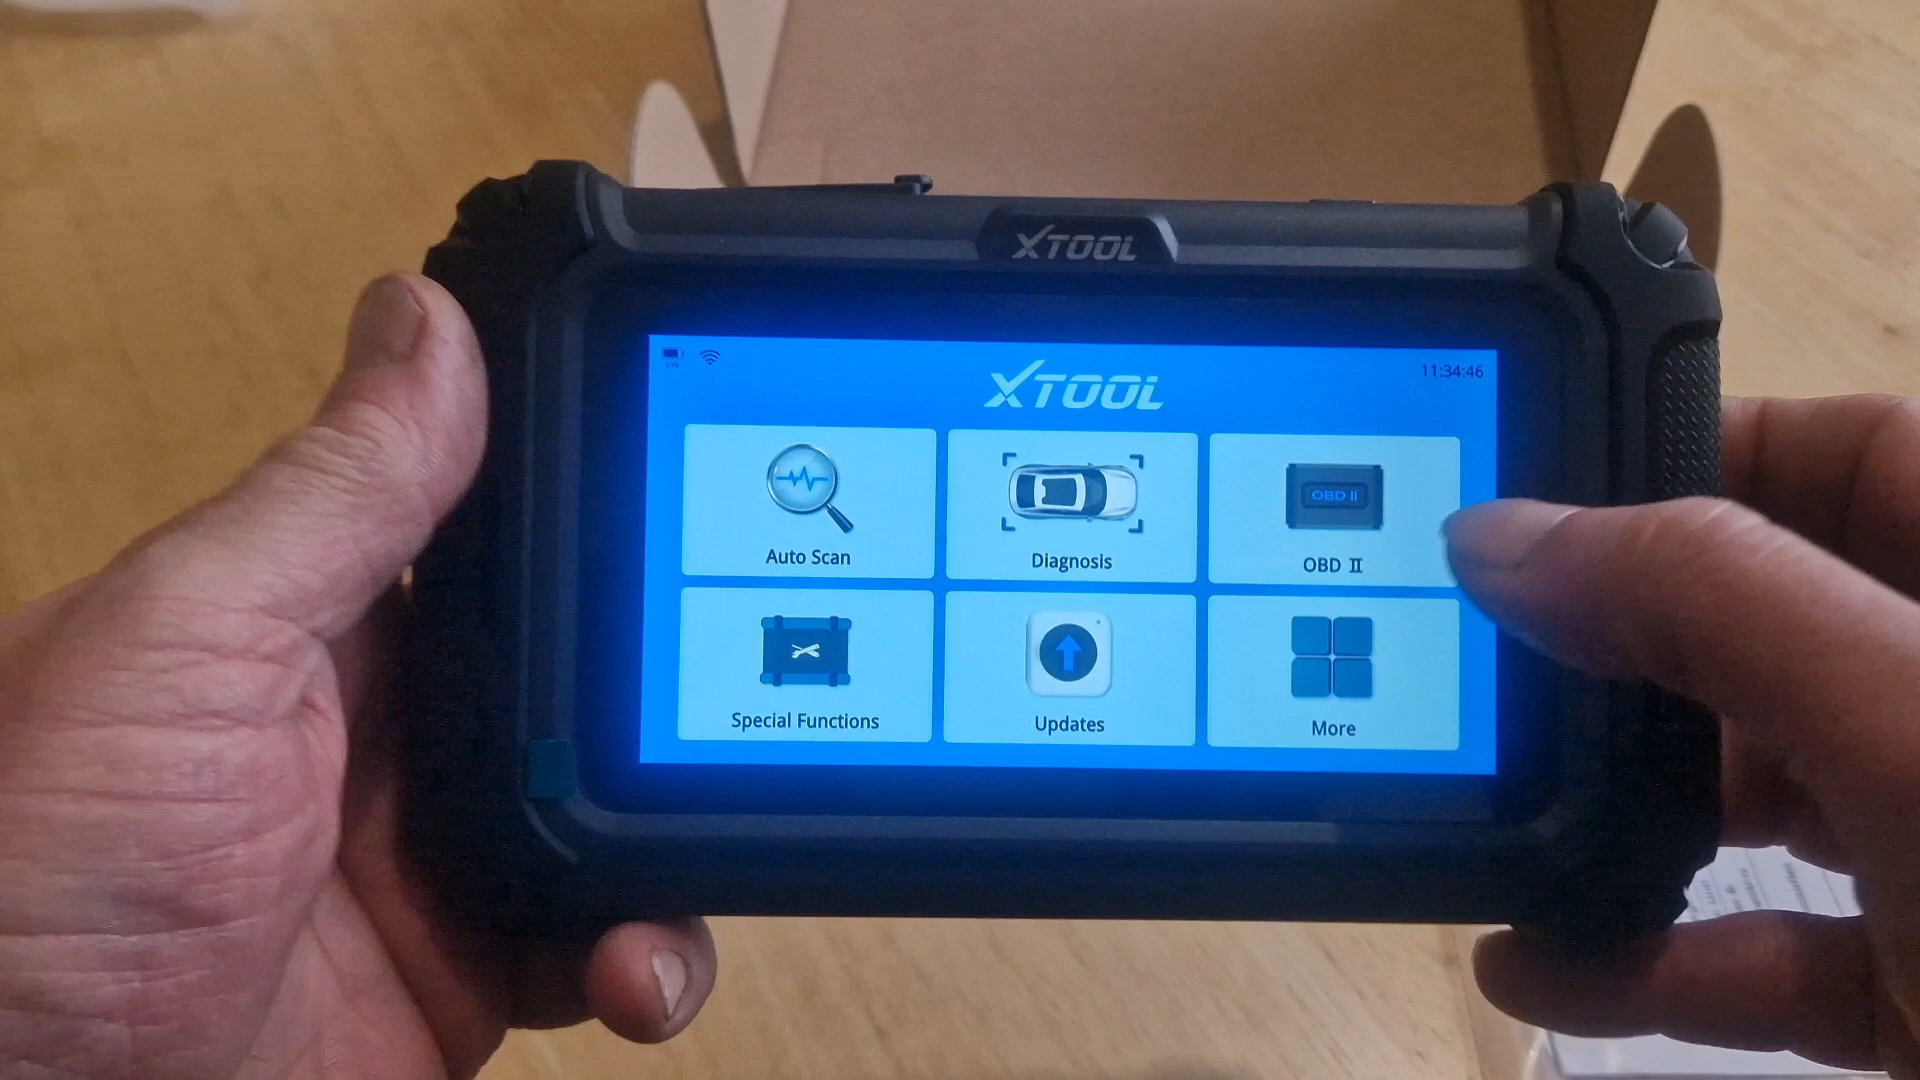 XTOOL
11:34:46
XTOOL
Auto Scan
Diagnosis
OBD II
OBD II
Special Functions
Updates
More